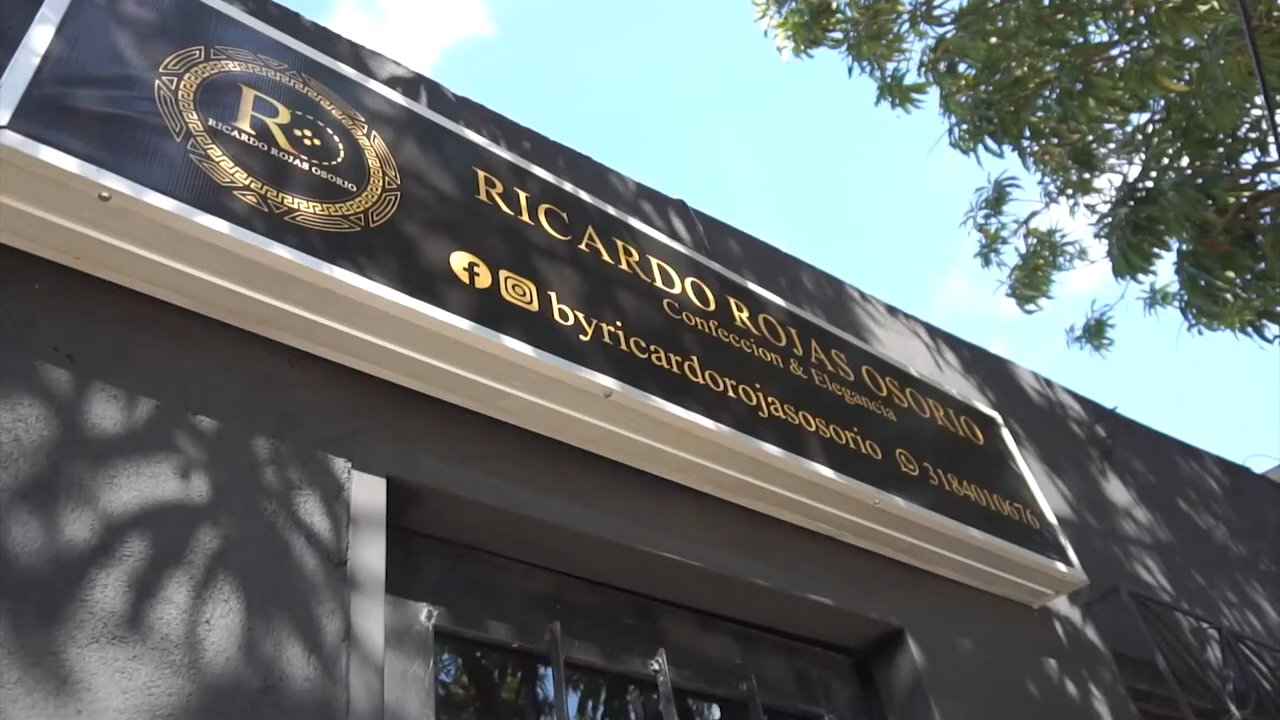 R
RICARDO ROJAS OSORIO
RICARDO ROJAS OSORIO
Confeccion & Elegancia
byricardorojasosorio 3184010676